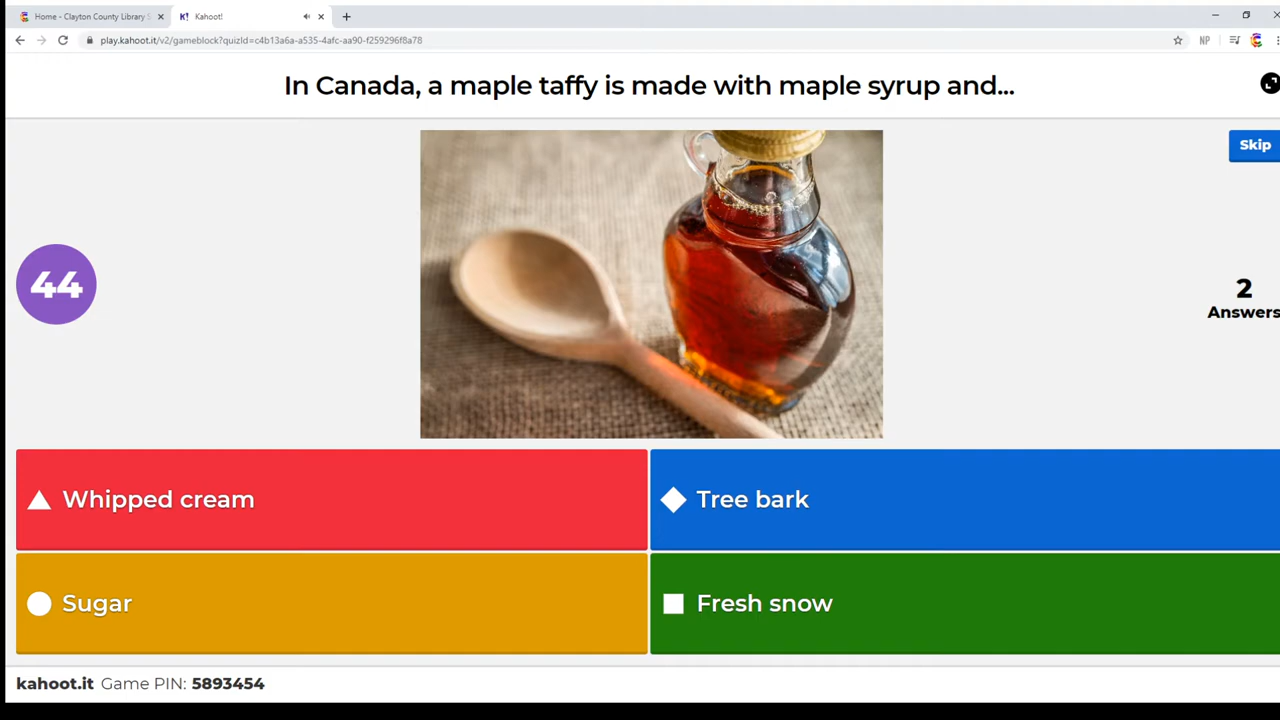 Home - Clayton County Library S
Kahoot!
play.kahoot.it/v2/gameblock?quizId=c4b13a6a-a535-4afc-aa90-f259296f8a78
NP
In Canada, a maple taffy is made with maple syrup and...
Skip
44
2
Answers
Whipped cream
Tree bark
Sugar
Fresh snow
kahoot.it Game PIN: 5893454